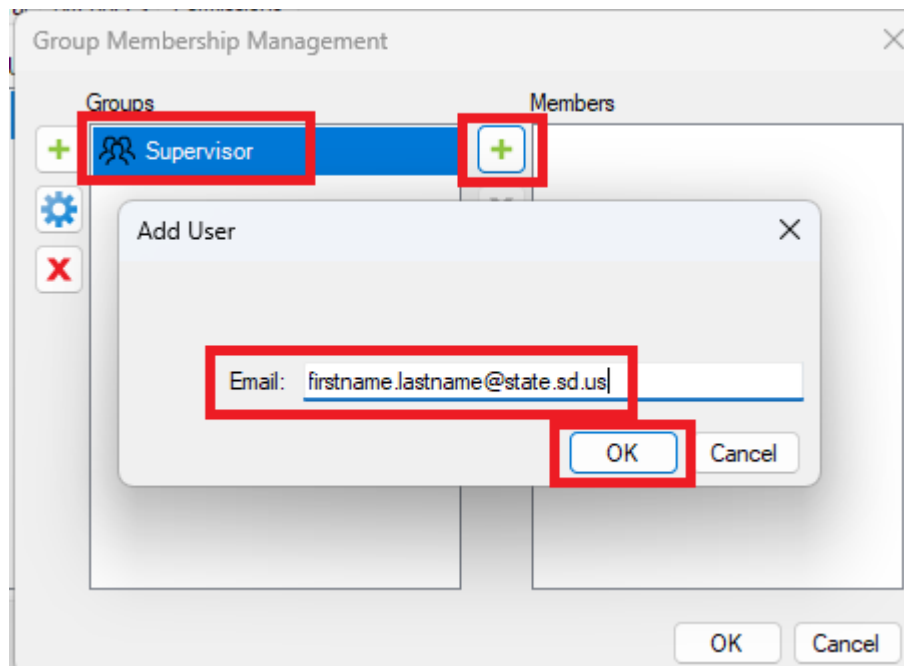 Group Membership Management
Groups
Members
Supervisor
Add User
Email: firstname.lastname@state.sd.us
OK Cancel
OK Cancel